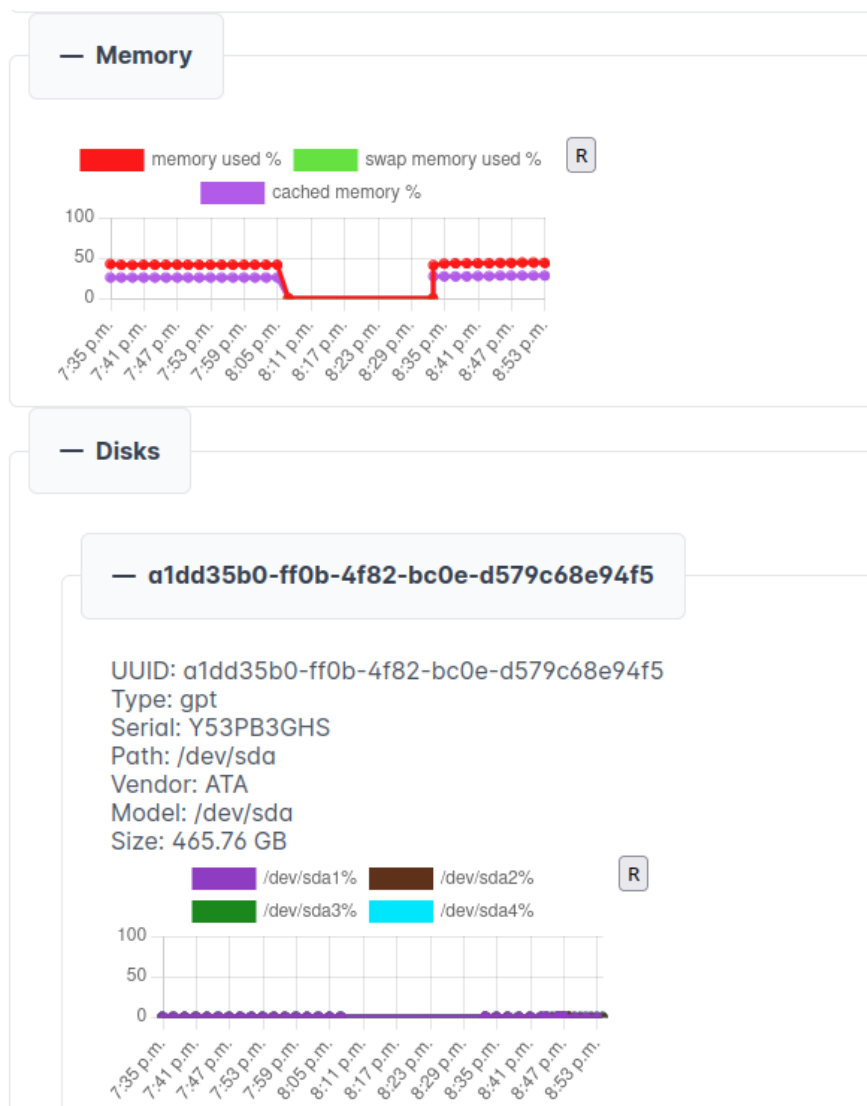 — Memory
memory used % swap memory used % R
cached memory %
100
50
0
7:35 p.m. 7:41 p.m. 7:47 p.m. 7:53 p.m. 7:59 p.m. 8:05 p.m. 8:11 p.m. 8:17 p.m. 8:23 p.m. 8:29 p.m. 8:35 p.m. 8:41 p.m. 8:47 p.m. 8:53 p.m.
— Disks
— a1dd35b0-ff0b-4f82-bc0e-d579c68e94f5
UUID: a1dd35b0-ff0b-4f82-bc0e-d579c68e94f5
Type: gpt
Serial: Y53PB3GHS
Path: /dev/sda
Vendor: ATA
Model: /dev/sda
Size: 465.76 GB
/dev/sda1% /dev/sda2% R
/dev/sda3% /dev/sda4%
100
50
0
7:35 p.m. 7:41 p.m. 7:47 p.m. 7:53 p.m. 7:59 p.m. 8:05 p.m. 8:11 p.m. 8:17 p.m. 8:23 p.m. 8:29 p.m. 8:35 p.m. 8:41 p.m. 8:47 p.m. 8:53 p.m.